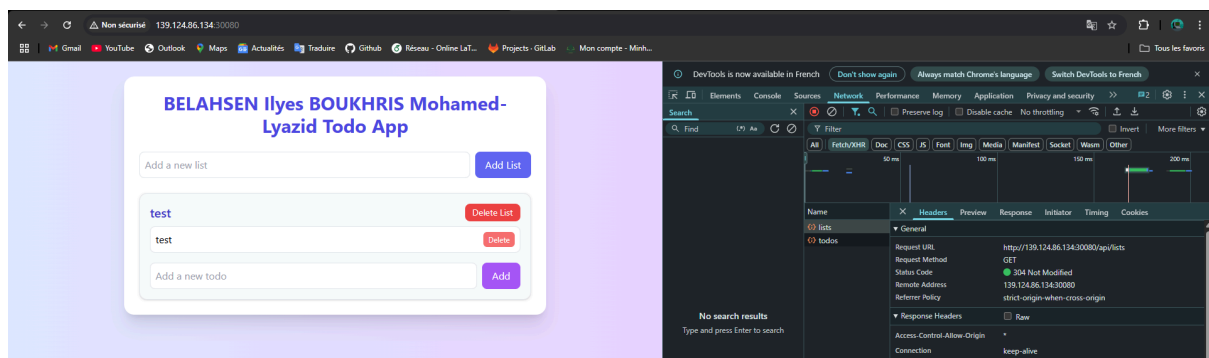 Non sécurisé 139.124.86.134:30080
Gmail YouTube Outlook Maps Actualités Traduire Github Réseau - Online LaT... Projects · GitLab Mon compte - Minh... Tous les favoris
BELAHSEN Ilyes BOUKHRIS Mohamed-
Lyazid Todo App
Add a new list Add List
test Delete List
test Delete
Add a new todo Add
DevTools is now available in French Don't show again Always match Chrome's language Switch DevTools to French
Elements Console Sources Network Performance Memory Application Privacy and security 2
Search Preserve log Disable cache No throttling
Find (.*) Aa Filter Invert More filters
All Fetch/XHR Doc CSS JS Font Img Media Manifest Socket Wasm Other
50 ms 100 ms 150 ms 200 ms
Name Headers Preview Response Initiator Timing Cookies
lists
todos
General
Request URL http://139.124.86.134:30080/api/lists
Request Method GET
Status Code 304 Not Modified
Remote Address 139.124.86.134:30080
Referrer Policy strict-origin-when-cross-origin
No search results
Type and press Enter to search
Response Headers Raw
Access-Control-Allow-Origin *
Connection keep-alive